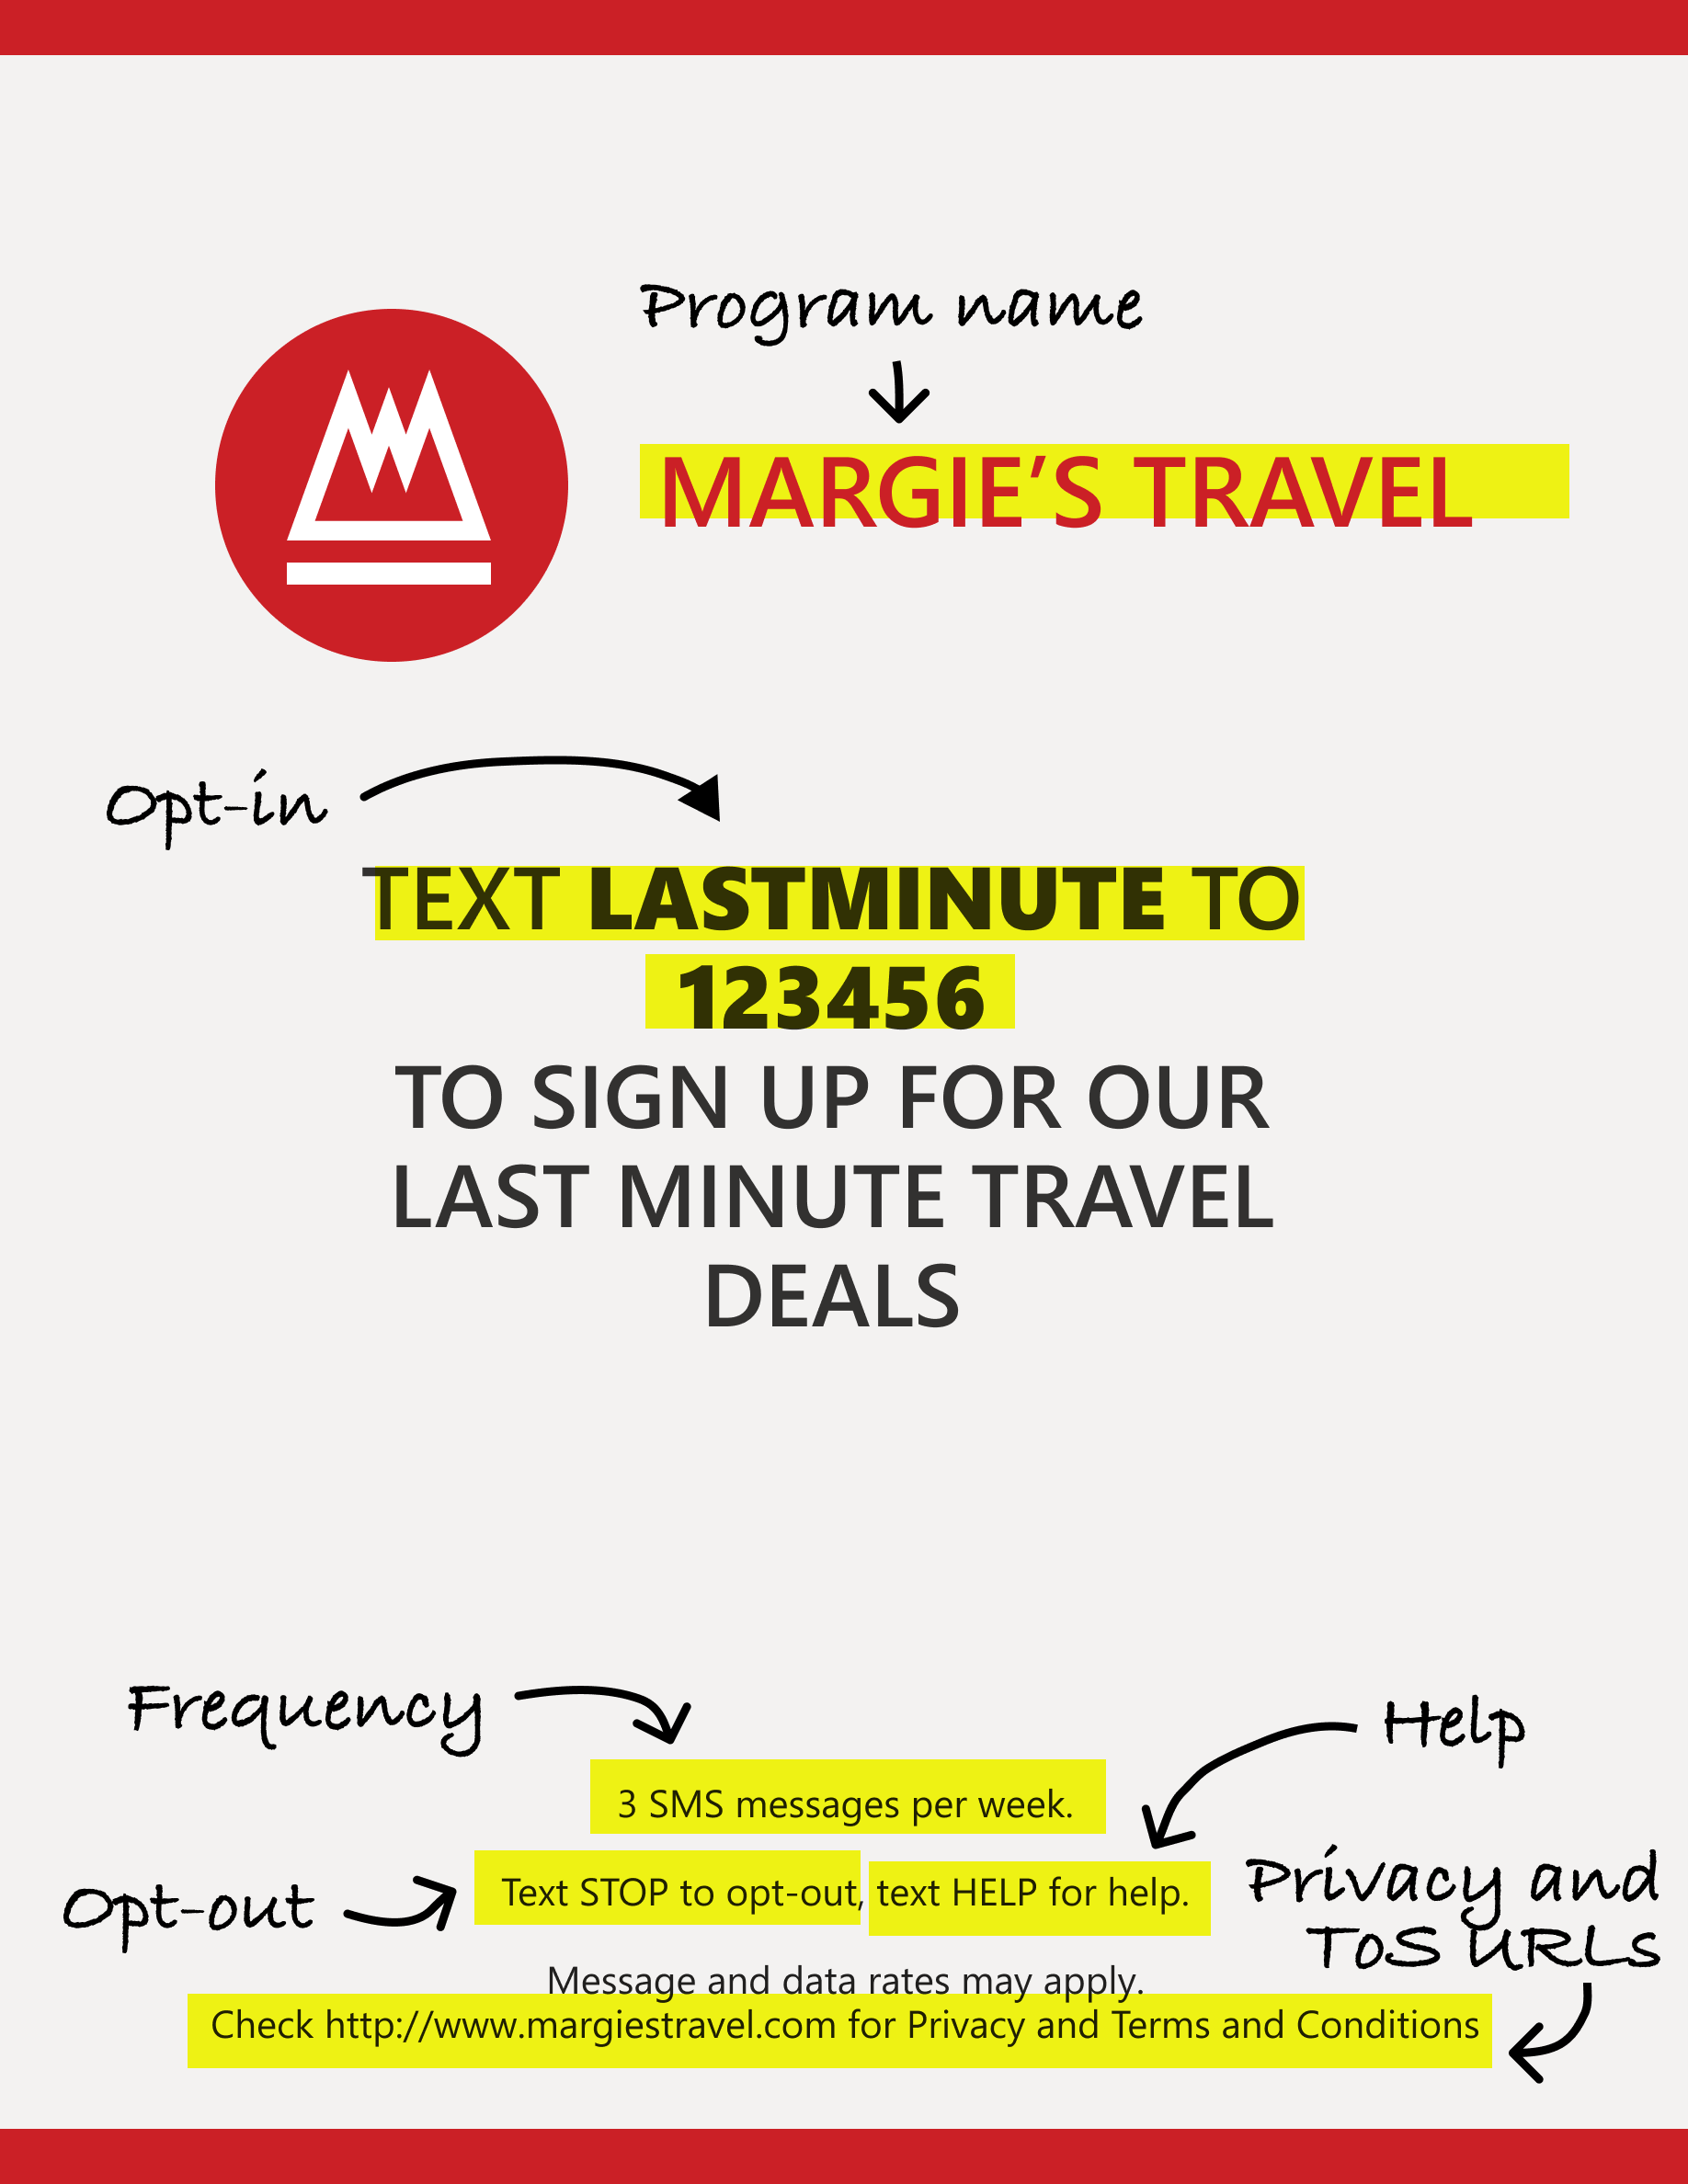 Program name
MARGIE’S TRAVEL
Opt-in
TEXT LASTMINUTE TO
123456
TO SIGN UP FOR OUR
LAST MINUTE TRAVEL
DEALS
Frequency
Help
3 SMS messages per week.
Opt-out
Text STOP to opt-out, text HELP for help.
Privacy and
ToS URLs
Message and data rates may apply.
Check http://www.margiestravel.com for Privacy and Terms and Conditions